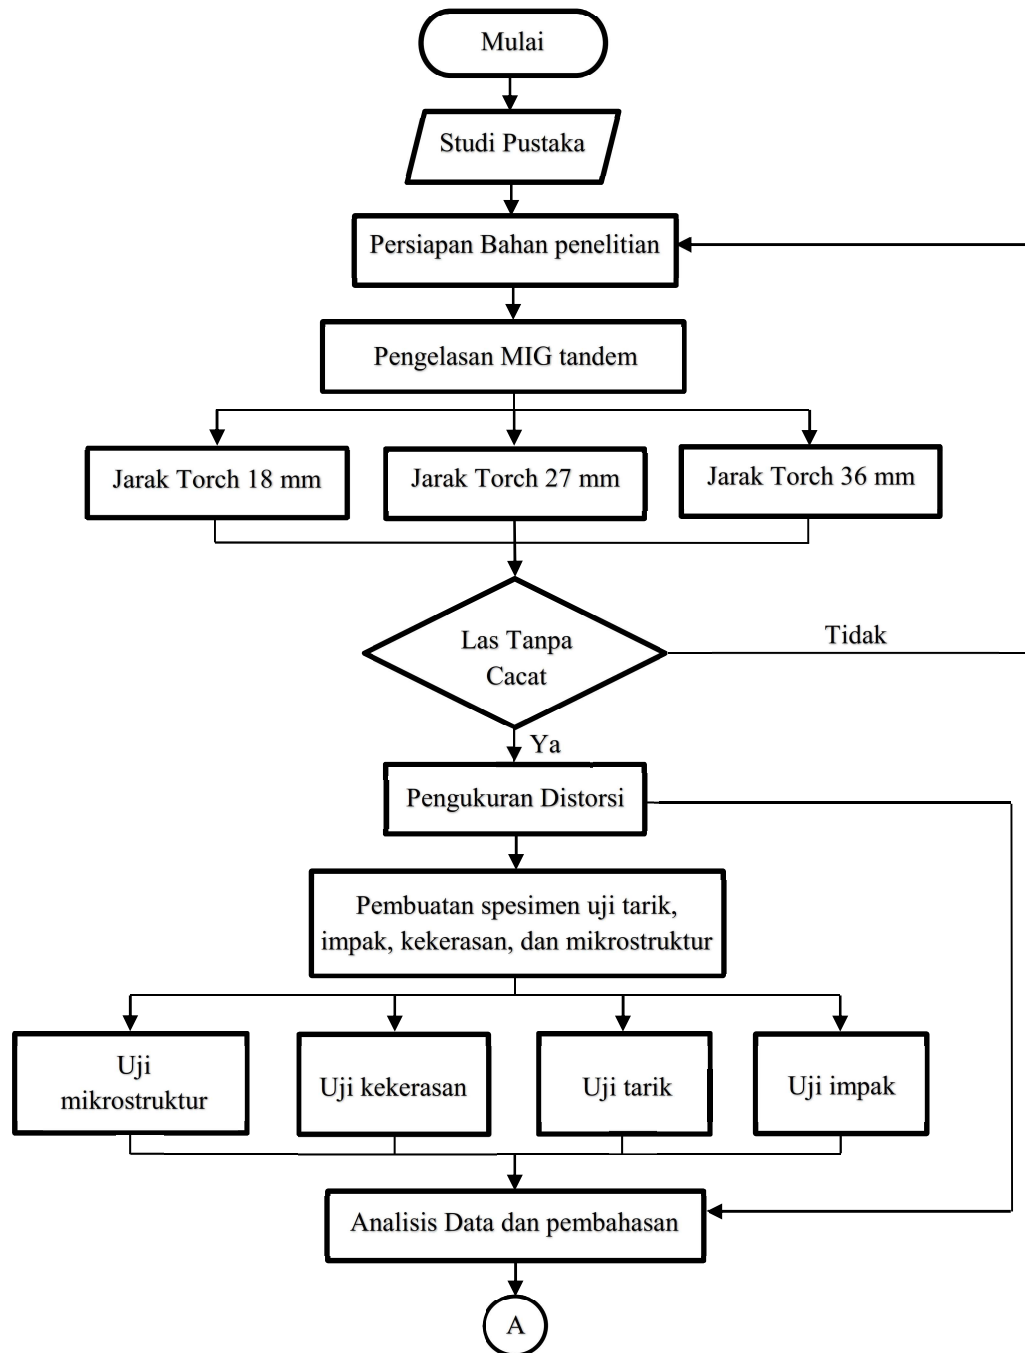 Mulai
Studi Pustaka
Persiapan Bahan penelitian
Pengelasan MIG tandem
Jarak Torch 18 mm
Jarak Torch 27 mm
Jarak Torch 36 mm
Las Tanpa
Cacat
Tidak
Ya
Pengukuran Distorsi
Pembuatan spesimen uji tarik,
impak, kekerasan, dan mikrostruktur
Uji
mikrostruktur
Uji kekerasan
Uji tarik
Uji impak
Analisis Data dan pembahasan
A